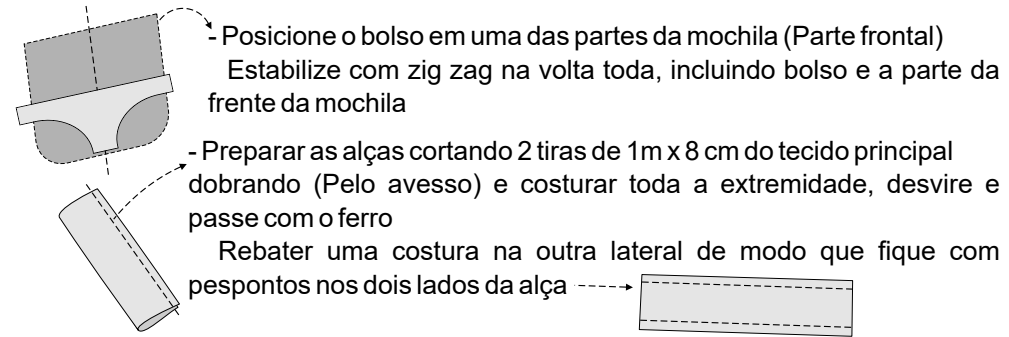 - Posicione o bolso em uma das partes da mochila (Parte frontal)
Estabilize com zig zag na volta toda, incluindo bolso e a parte da
frente da mochila
- Preparar as alças cortando 2 tiras de 1m x 8 cm do tecido principal
dobrando (Pelo avesso) e costurar toda a extremidade, desvire e
passe com o ferro
Rebater uma costura na outra lateral de modo que fique com
pespontos nos dois lados da alça